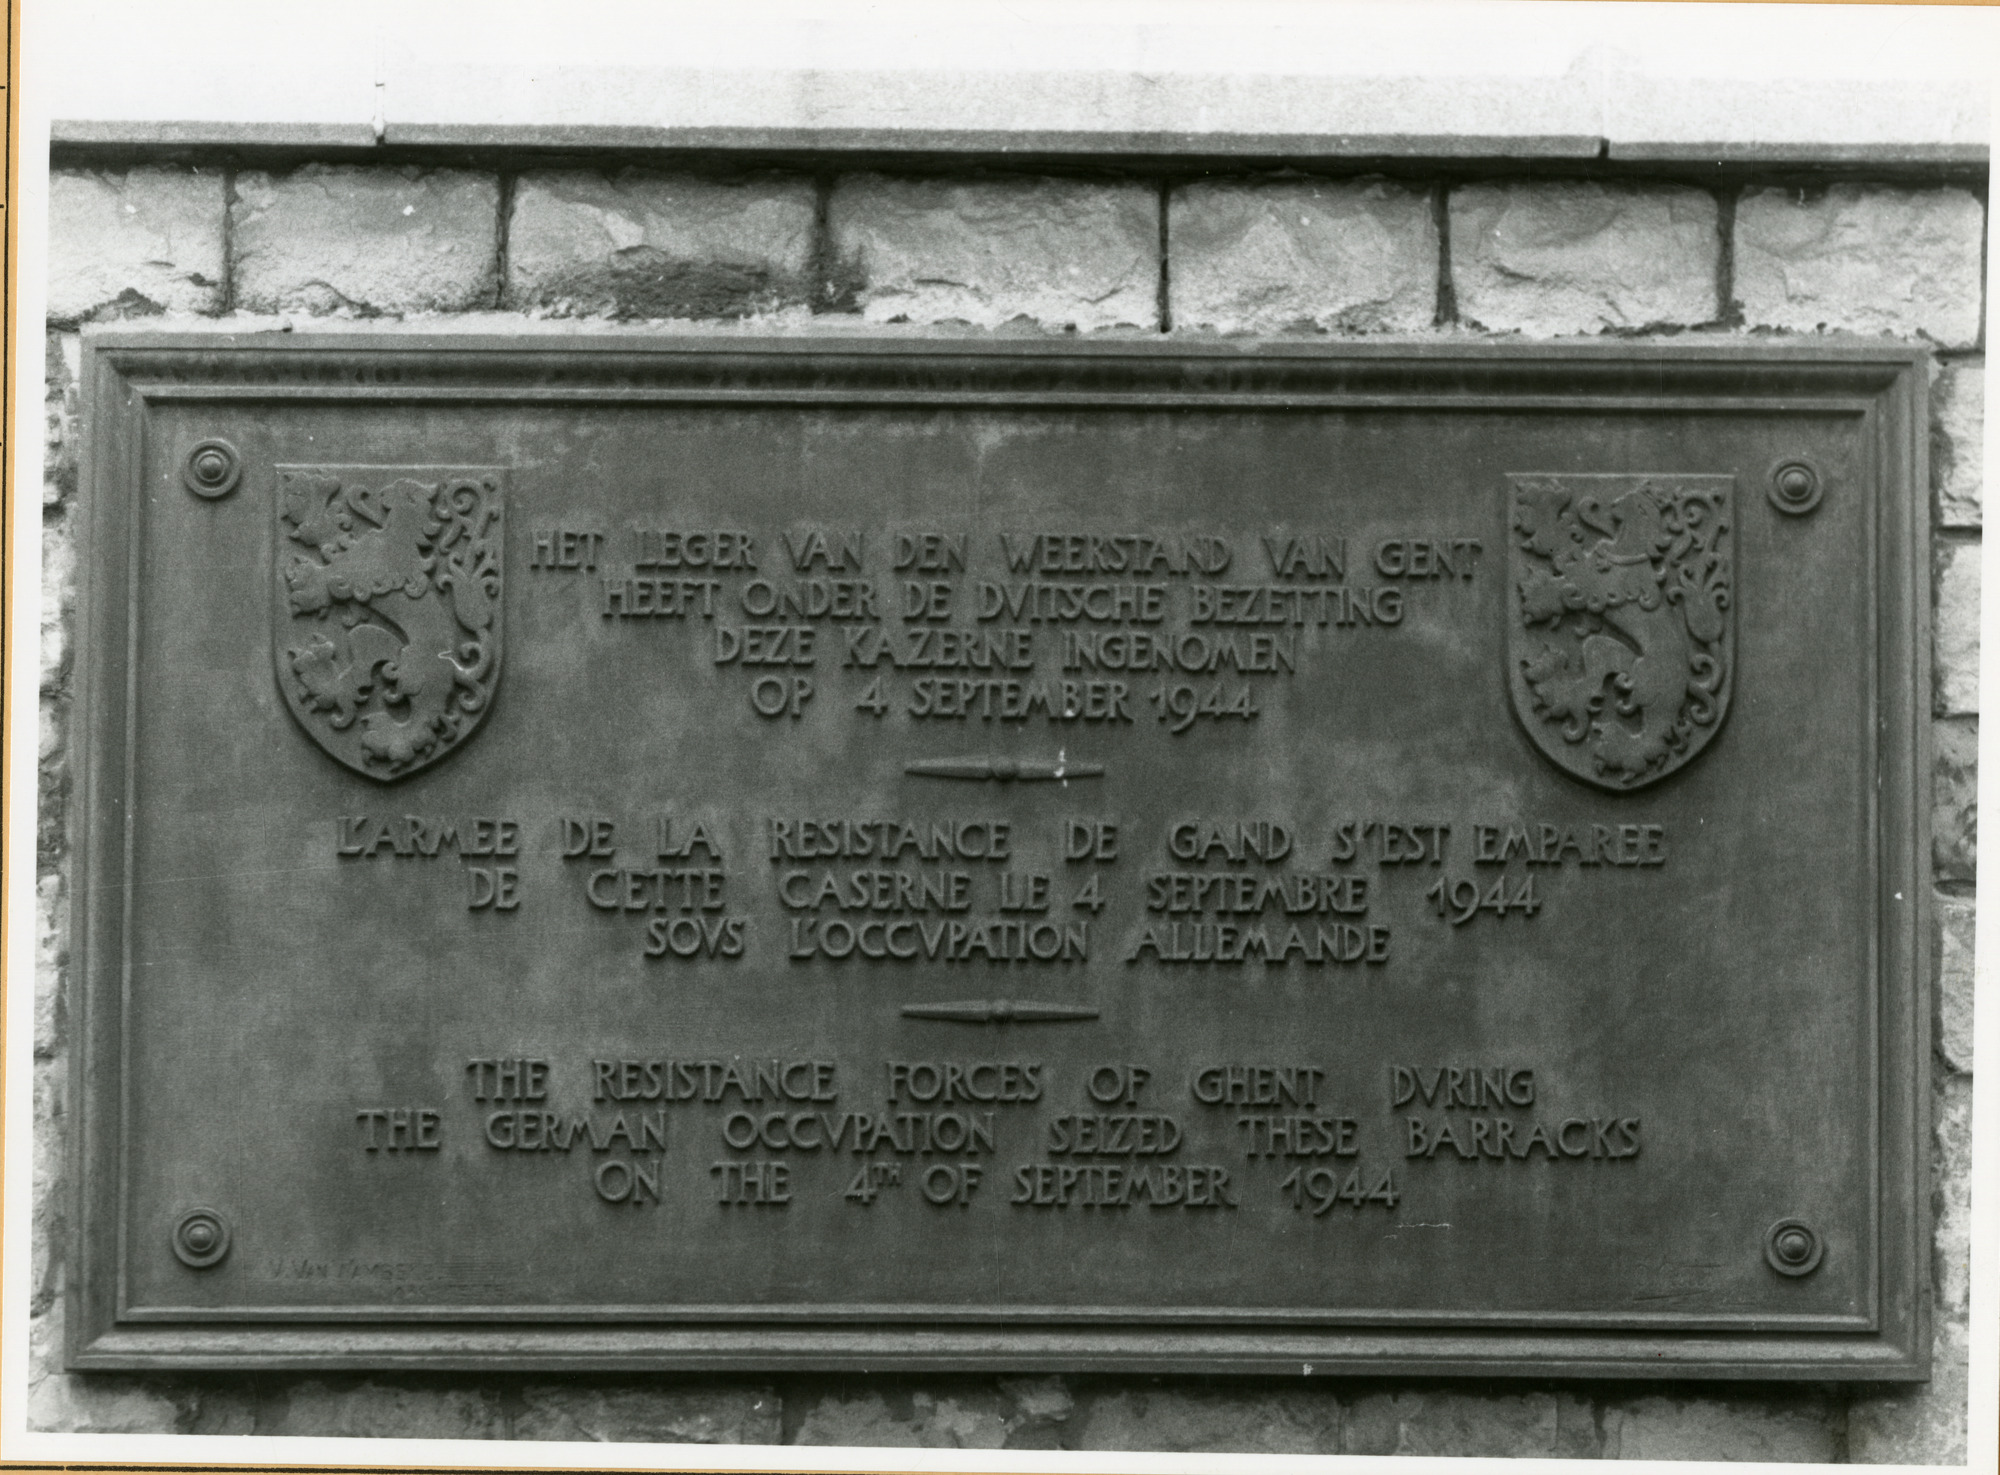 HET LEGER VAN DEN WEERSTAND VAN GENT
HEEFT ONDER DE DVITSCHE BEZETTING
DEZE KAZERNE INGENOMEN
OP 4 SEPTEMBER 1944
L'ARMEE DE LA RESISTANCE DE GAND S'EST EMPAREE
DE CETTE CASERNE LE 4 SEPTEMBRE 1944
SOVS L'OCCVPATION ALLEMANDE
THE RESISTANCE FORCES OF GHENT DVRING
THE GERMAN OCCVPATION SEIZED THESE BARRACKS
ON THE 4TH OF SEPTEMBER 1944
V. VAN